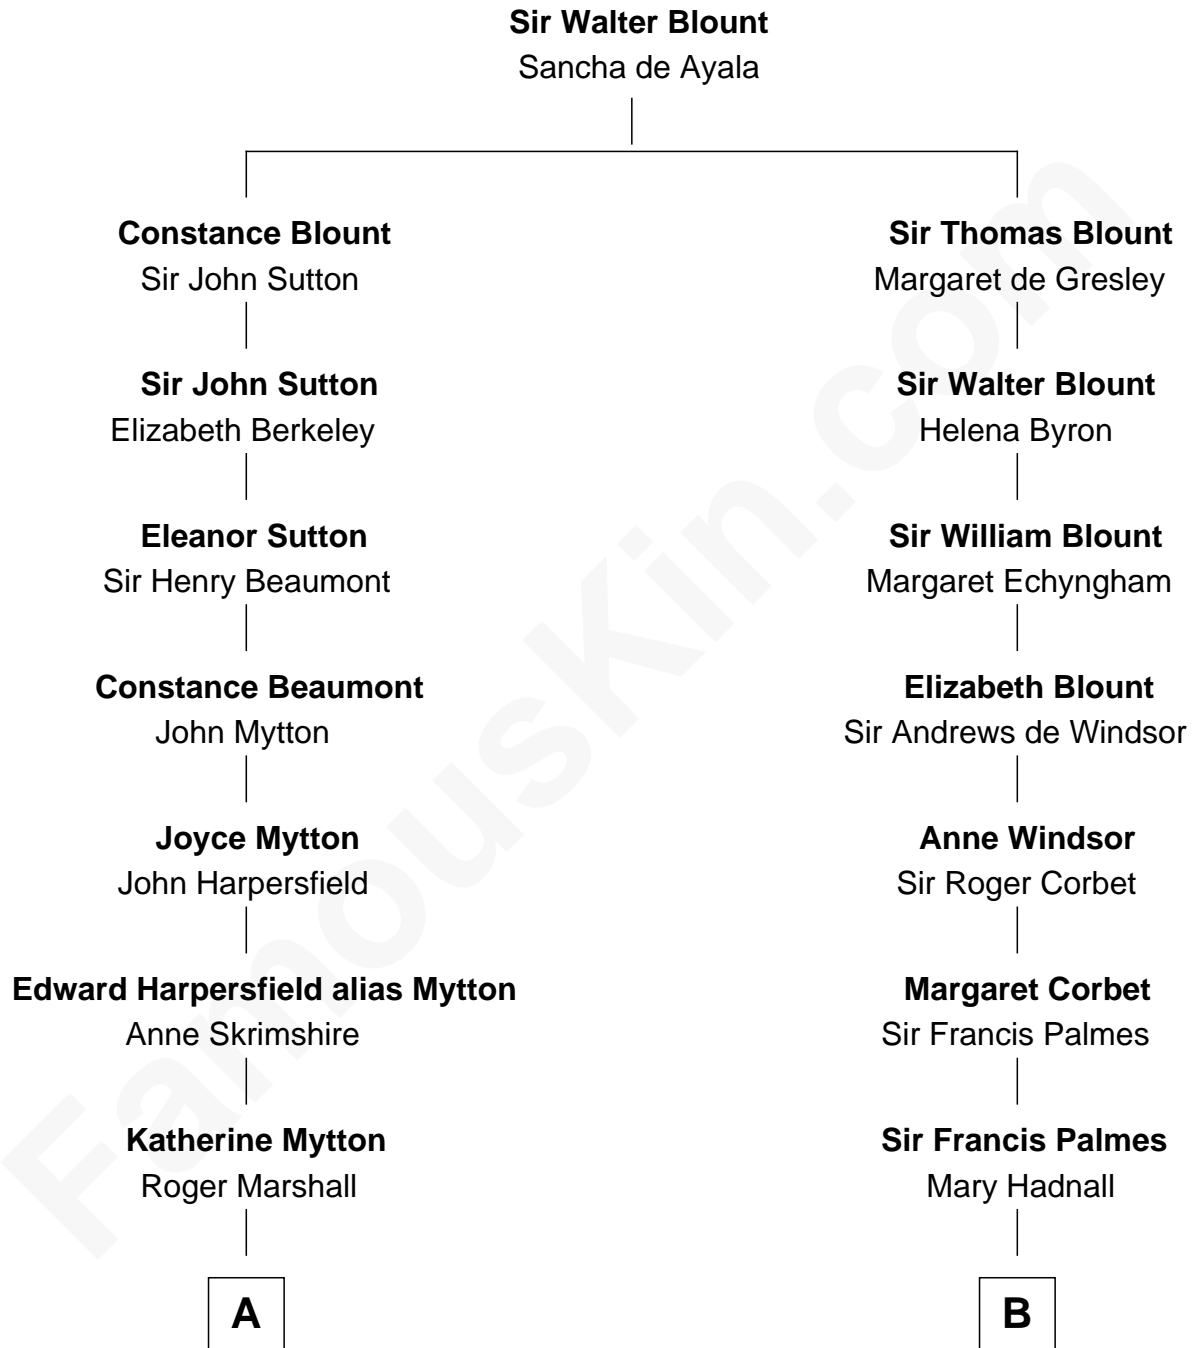 Sir Walter Blount
Sancha de Ayala
Constance Blount
Sir John Sutton
Sir Thomas Blount
Margaret de Gresley
Sir John Sutton
Elizabeth Berkeley
Sir Walter Blount
Helena Byron
Eleanor Sutton
Sir Henry Beaumont
Sir William Blount
Margaret Echyngham
Constance Beaumont
John Mytton
Elizabeth Blount
Sir Andrews de Windsor
Joyce Mytton
John Harpersfield
Anne Windsor
Sir Roger Corbet
Edward Harpersfield alias Mytton
Anne Skrimshire
Margaret Corbet
Sir Francis Palmes
Katherine Mytton
Roger Marshall
Sir Francis Palmes
Mary Hadnall
A
B
FamousKin.com